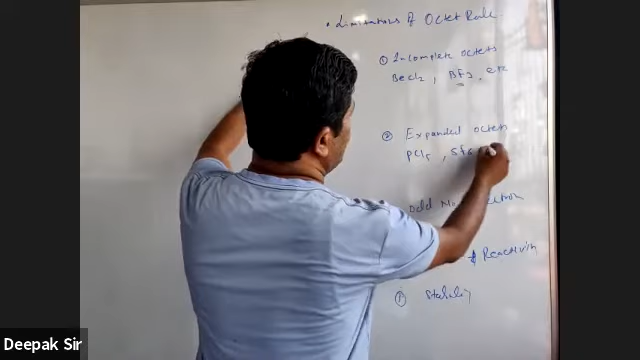 • Limitations of Octet Rule.
① Incomplete octets
BeCl2, BF3, etc
② Expanded octets
PCl5, SF6
Odd
& Reactivity
① Stability
Deepak Sir